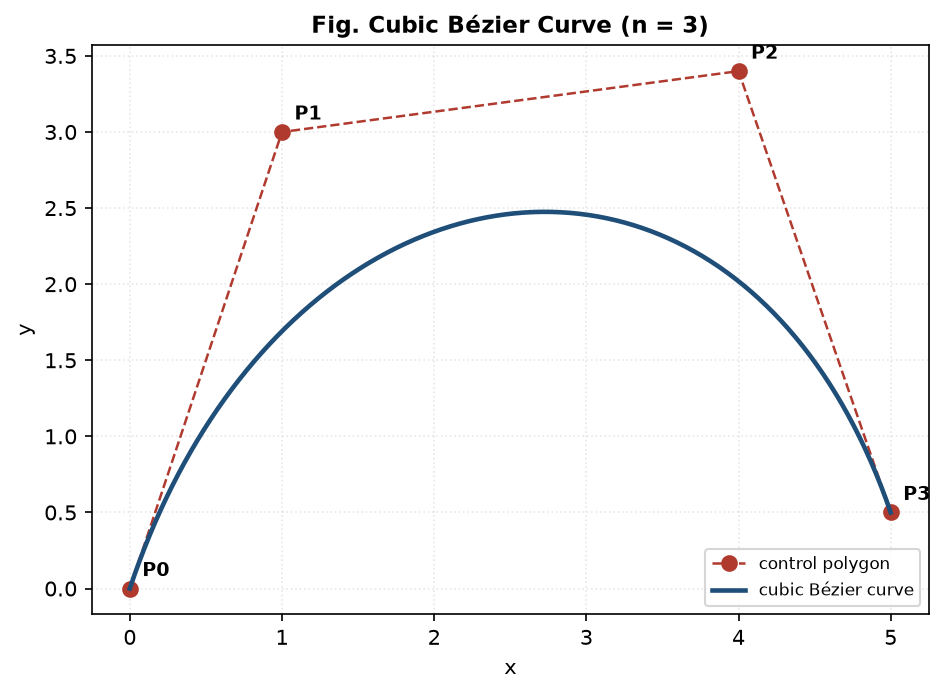 Fig. Cubic Bézier Curve (n = 3)
3.5
P2
3.0
P1
2.5
2.0
1.5
1.0
0.5
P3
0.0
P0
y
control polygon
cubic Bézier curve
0 1 2 3 4 5
x